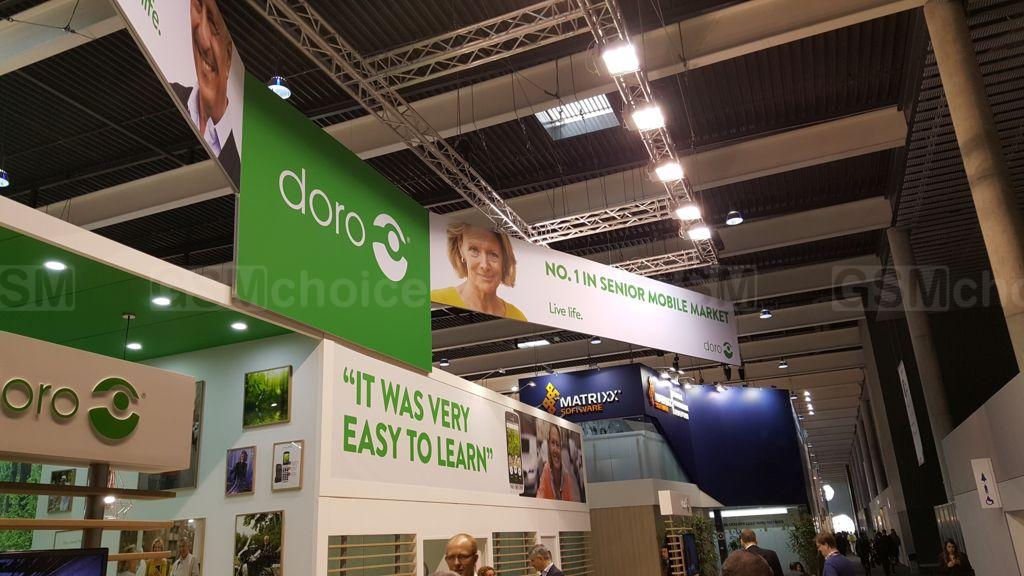 life.
doro
NO. 1 IN SENIOR MOBILE MARKET
Live life.
doro
GSMchoice
GSMchoice
SM
doro
"IT WAS VERY
EASY TO LEARN"
MATRIXX®
SOFTWARE